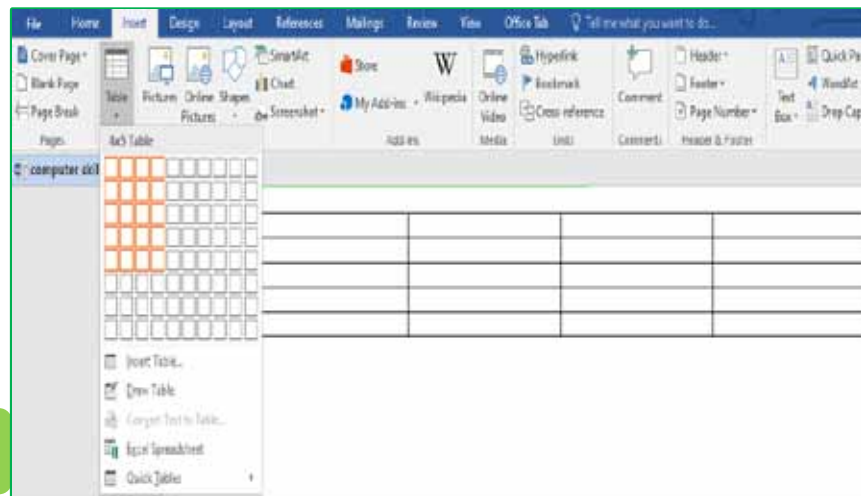 File Home Insert Design Layout References Mailings Review View Office Tab Tell me what you want to do...
Cover Page
Blank Page
Page Break
Pages
Table
Pictures
Online Pictures
Shapes
SmartArt
Chart
Screenshot
Store
My Add-ins
Wikipedia
Add-ins
Online Video
Media
Hyperlink
Bookmark
Cross-reference
Links
Comment
Comments
Header
Footer
Page Number
Header & Footer
Text Box
Quick Pa
WordArt
Drop Cap
4x5 Table
computer skil
Insert Table...
Draw Table
Convert Text to Table...
Excel Spreadsheet
Quick Tables